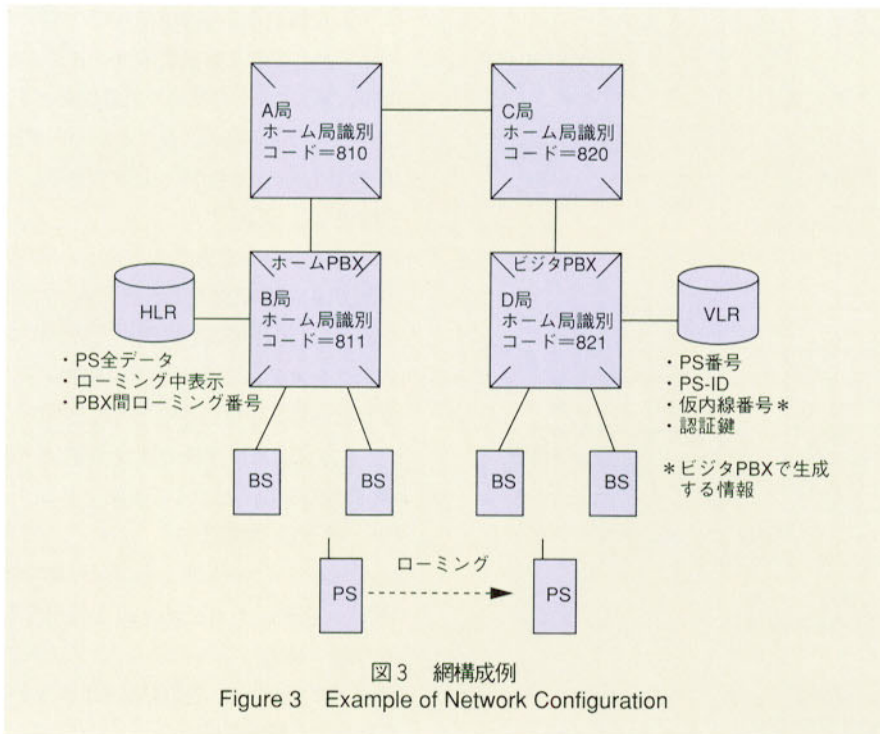 A局
ホーム局識別
コード＝810
C局
ホーム局識別
コード＝820
ホームPBX
B局
ホーム局識別
コード＝811
ビジタPBX
D局
ホーム局識別
コード＝821
HLR
・PS全データ
・ローミング中表示
・PBX間ローミング番号
VLR
・PS番号
・PS-ID
・仮内線番号＊
・認証鍵
＊ビジタPBXで生成
する情報
BS
BS
BS
BS
PS
ローミング
PS
図3 網構成例
Figure 3 Example of Network Configuration